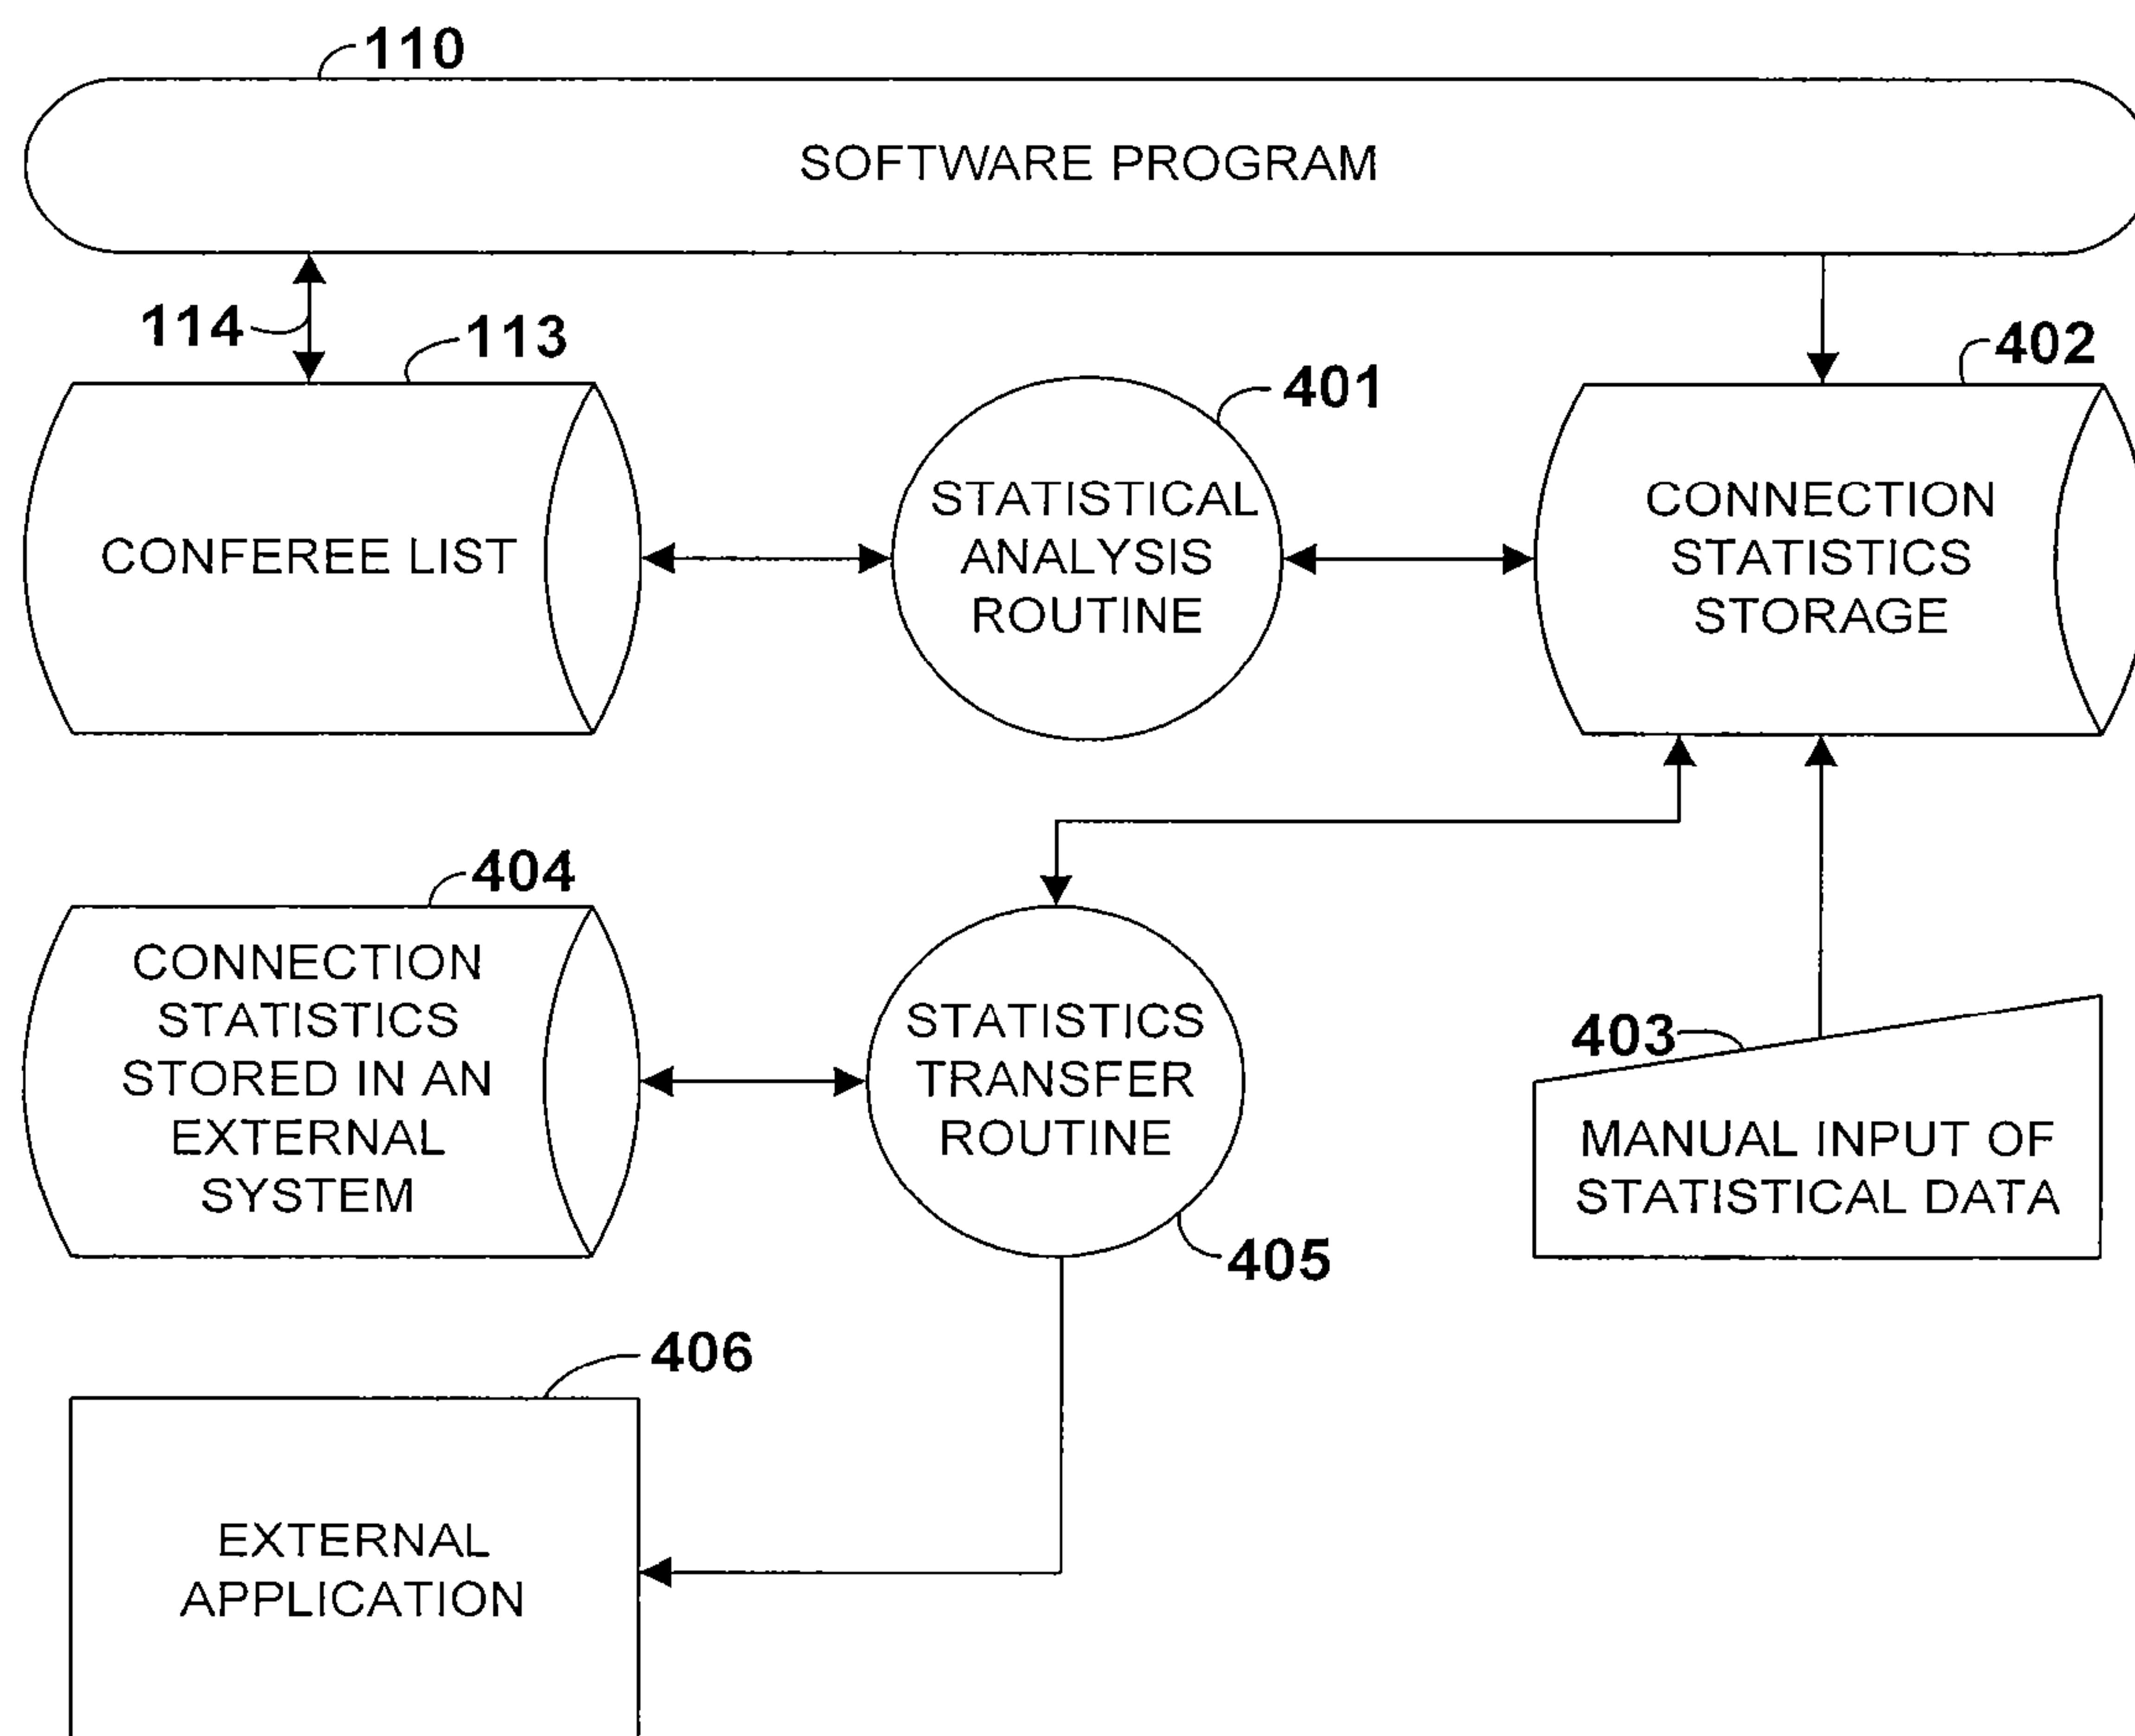 110
SOFTWARE PROGRAM
114
113
402
401
CONFEREE LIST
STATISTICAL
ANALYSIS
ROUTINE
CONNECTION
STATISTICS
STORAGE
404
CONNECTION
STATISTICS
STORED IN AN
EXTERNAL
SYSTEM
STATISTICS
TRANSFER
ROUTINE
405
403
MANUAL INPUT OF
STATISTICAL DATA
406
EXTERNAL
APPLICATION